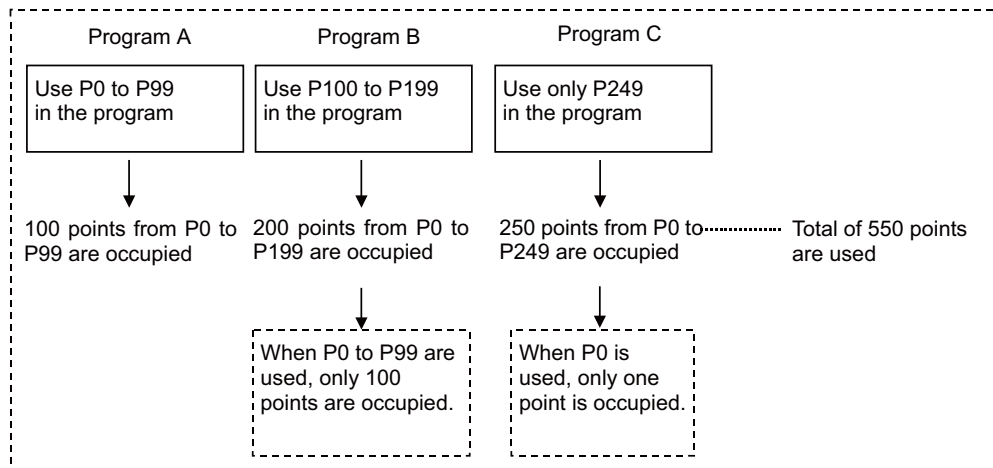 Program A
Program B
Program C
Use P0 to P99
in the program
Use P100 to P199
in the program
Use only P249
in the program
100 points from P0 to
P99 are occupied
200 points from P0 to
P199 are occupied
250 points from P0 to
P249 are occupied
Total of 550 points
are used
When P0 to P99 are
used, only 100
points are occupied.
When P0 is
used, only one
point is occupied.